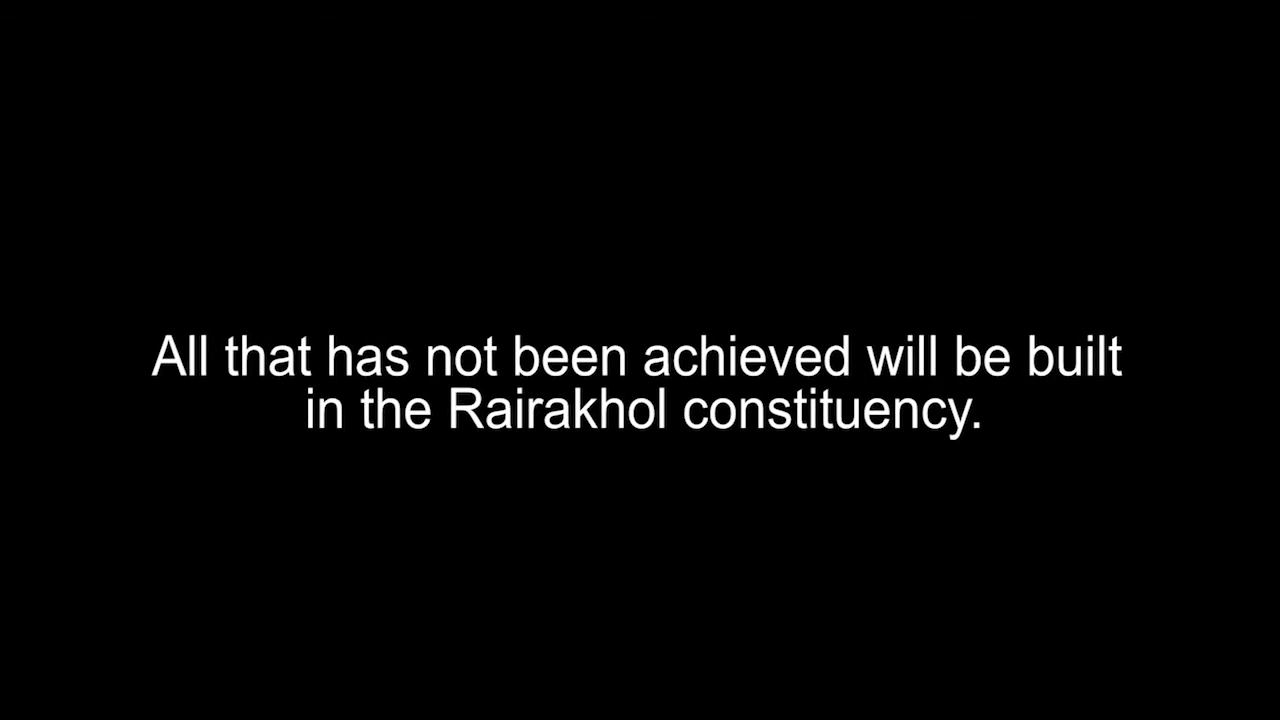 All that has not been achieved will be built
in the Rairakhol constituency.